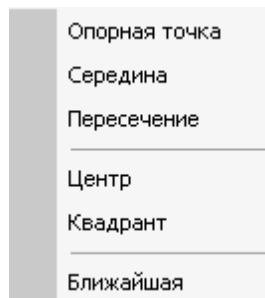 Опорная точка
Середина
Пересечение
Центр
Квадрант
Ближайшая